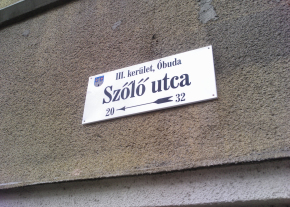 III. kerület, Óbuda
Szőlő utca
20 32